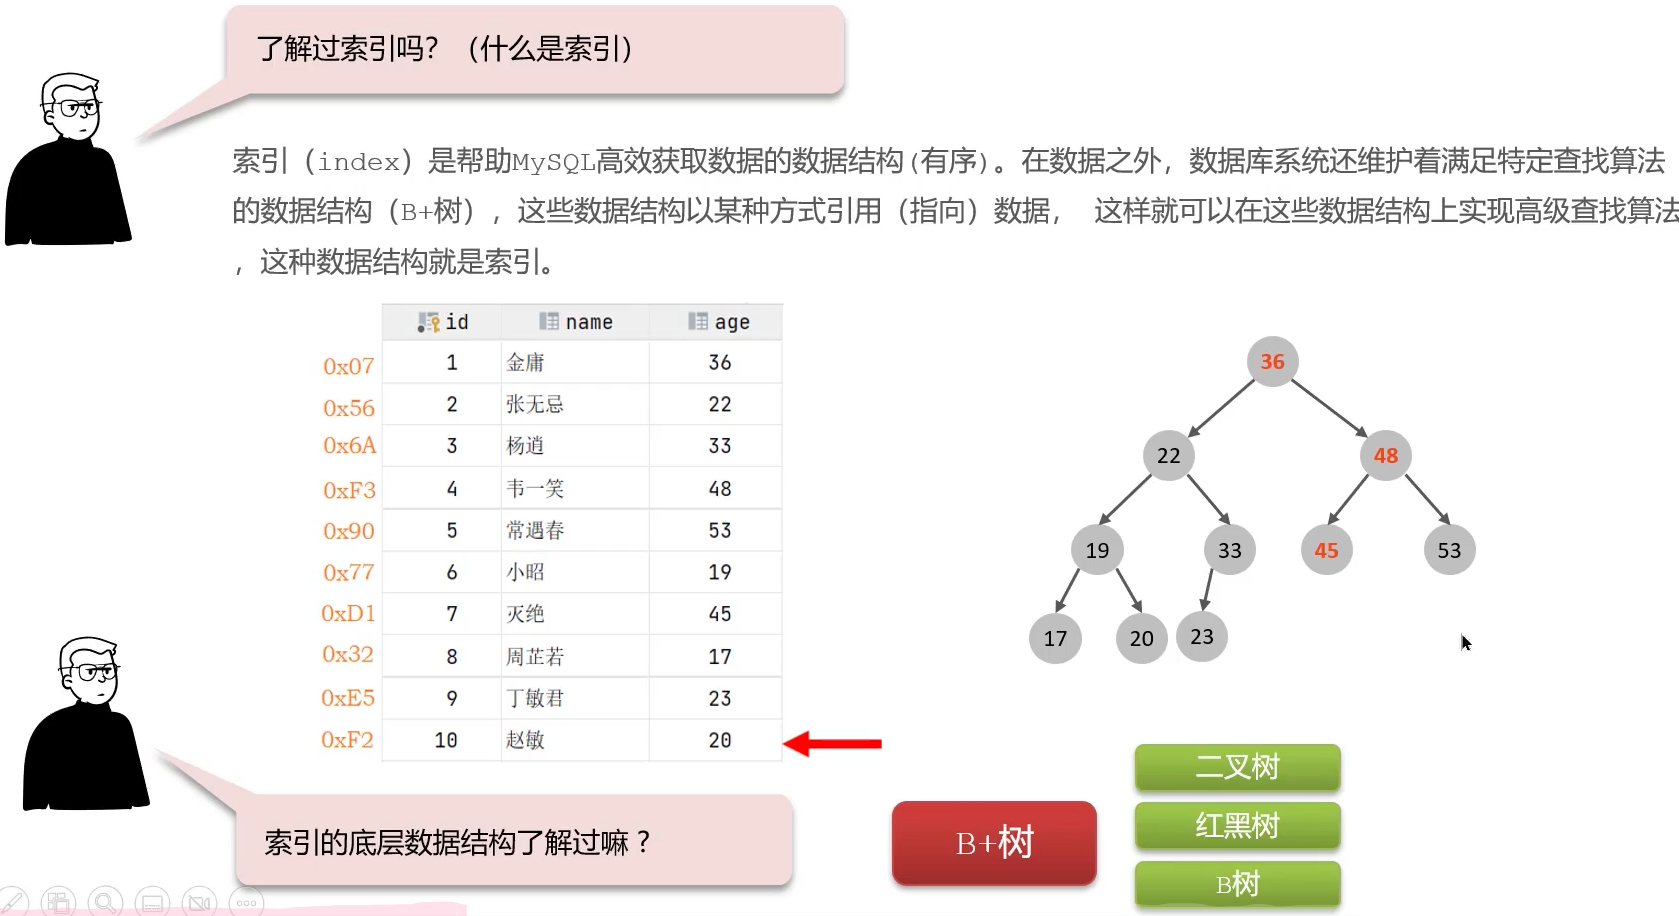 了解过索引吗？（什么是索引）
索引（index）是帮助MySQL高效获取数据的数据结构(有序)。在数据之外，数据库系统还维护着满足特定查找算法
的数据结构（B+树），这些数据结构以某种方式引用（指向）数据， 这样就可以在这些数据结构上实现高级查找算法
，这种数据结构就是索引。
id name age
0x07 1 金庸 36
0x56 2 张无忌 22
0x6A 3 杨逍 33
0xF3 4 韦一笑 48
0x90 5 常遇春 53
0x77 6 小昭 19
0xD1 7 灭绝 45
0x32 8 周芷若 17
0xE5 9 丁敏君 23
0xF2 10 赵敏 20
36
22 48
19 33 45 53
17 20 23
索引的底层数据结构了解过嘛？
B+树
二叉树
红黑树
B树